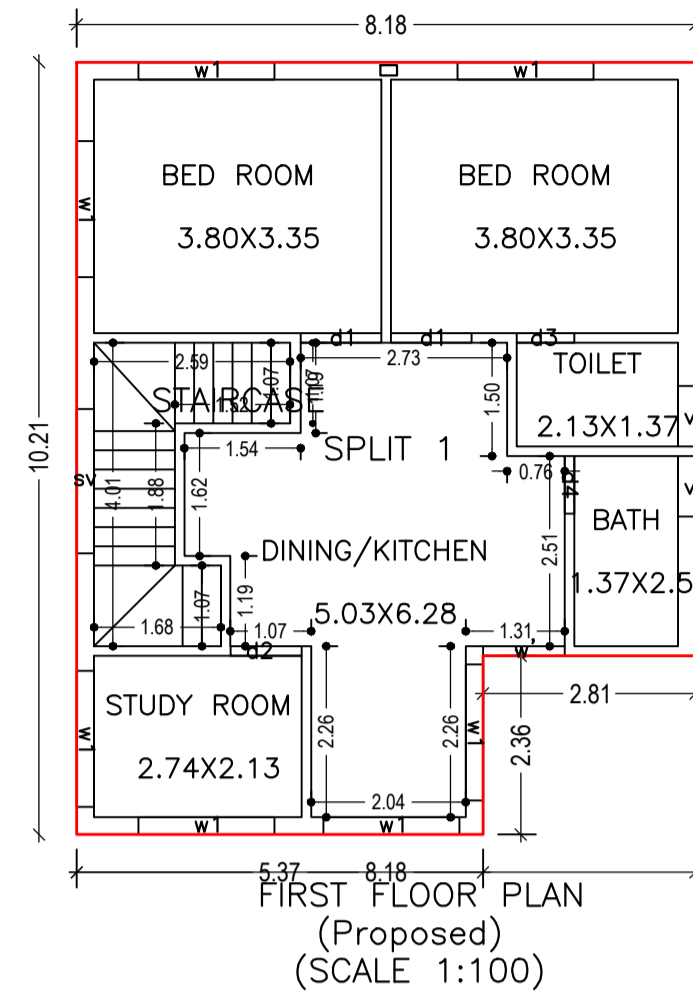 8.18
w1 w1
BED ROOM BED ROOM
3.80X3.35 3.80X3.35
w1
10.21
d1 d1 d3
2.59 1.07 1.19 2.73
TOILET
STAIRCASE
1.50
2.13X1.37
1.54 SPLIT 1
0.76
sv 4.01 1.88 1.62 d4 v
BATH
DINING/KITCHEN
2.51
1.37X2.5
1.07 1.19 5.03X6.28
1.68 1.07 1.31
d2 w
STUDY ROOM 2.81
2.26 2.26 2.36
w1 w1
2.74X2.13
2.04
w1 w1
5.37 8.18
FIRST FLOOR PLAN
(Proposed)
(SCALE 1:100)